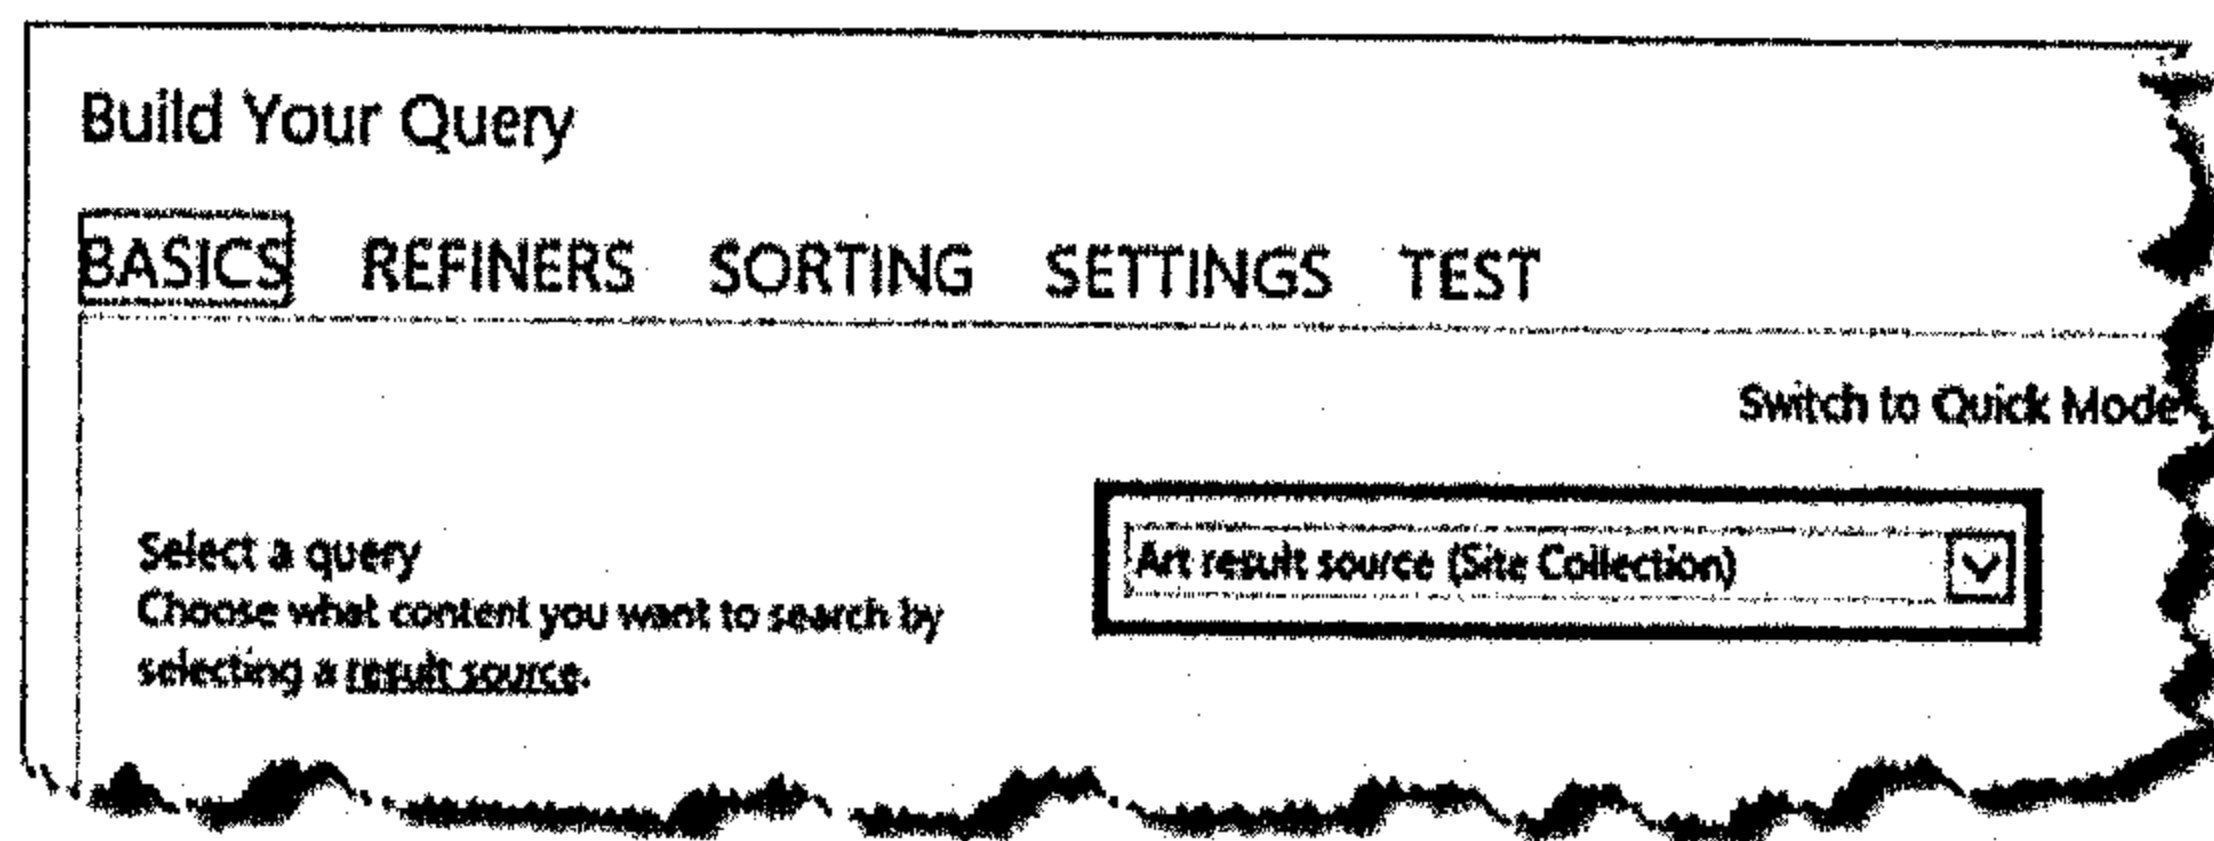 Build Your Query
BASICS REFINERS SORTING SETTINGS TEST
Switch to Quick Mode
Select a query
Art result source (Site Collection)
Choose what content you want to search by
selecting a result source.